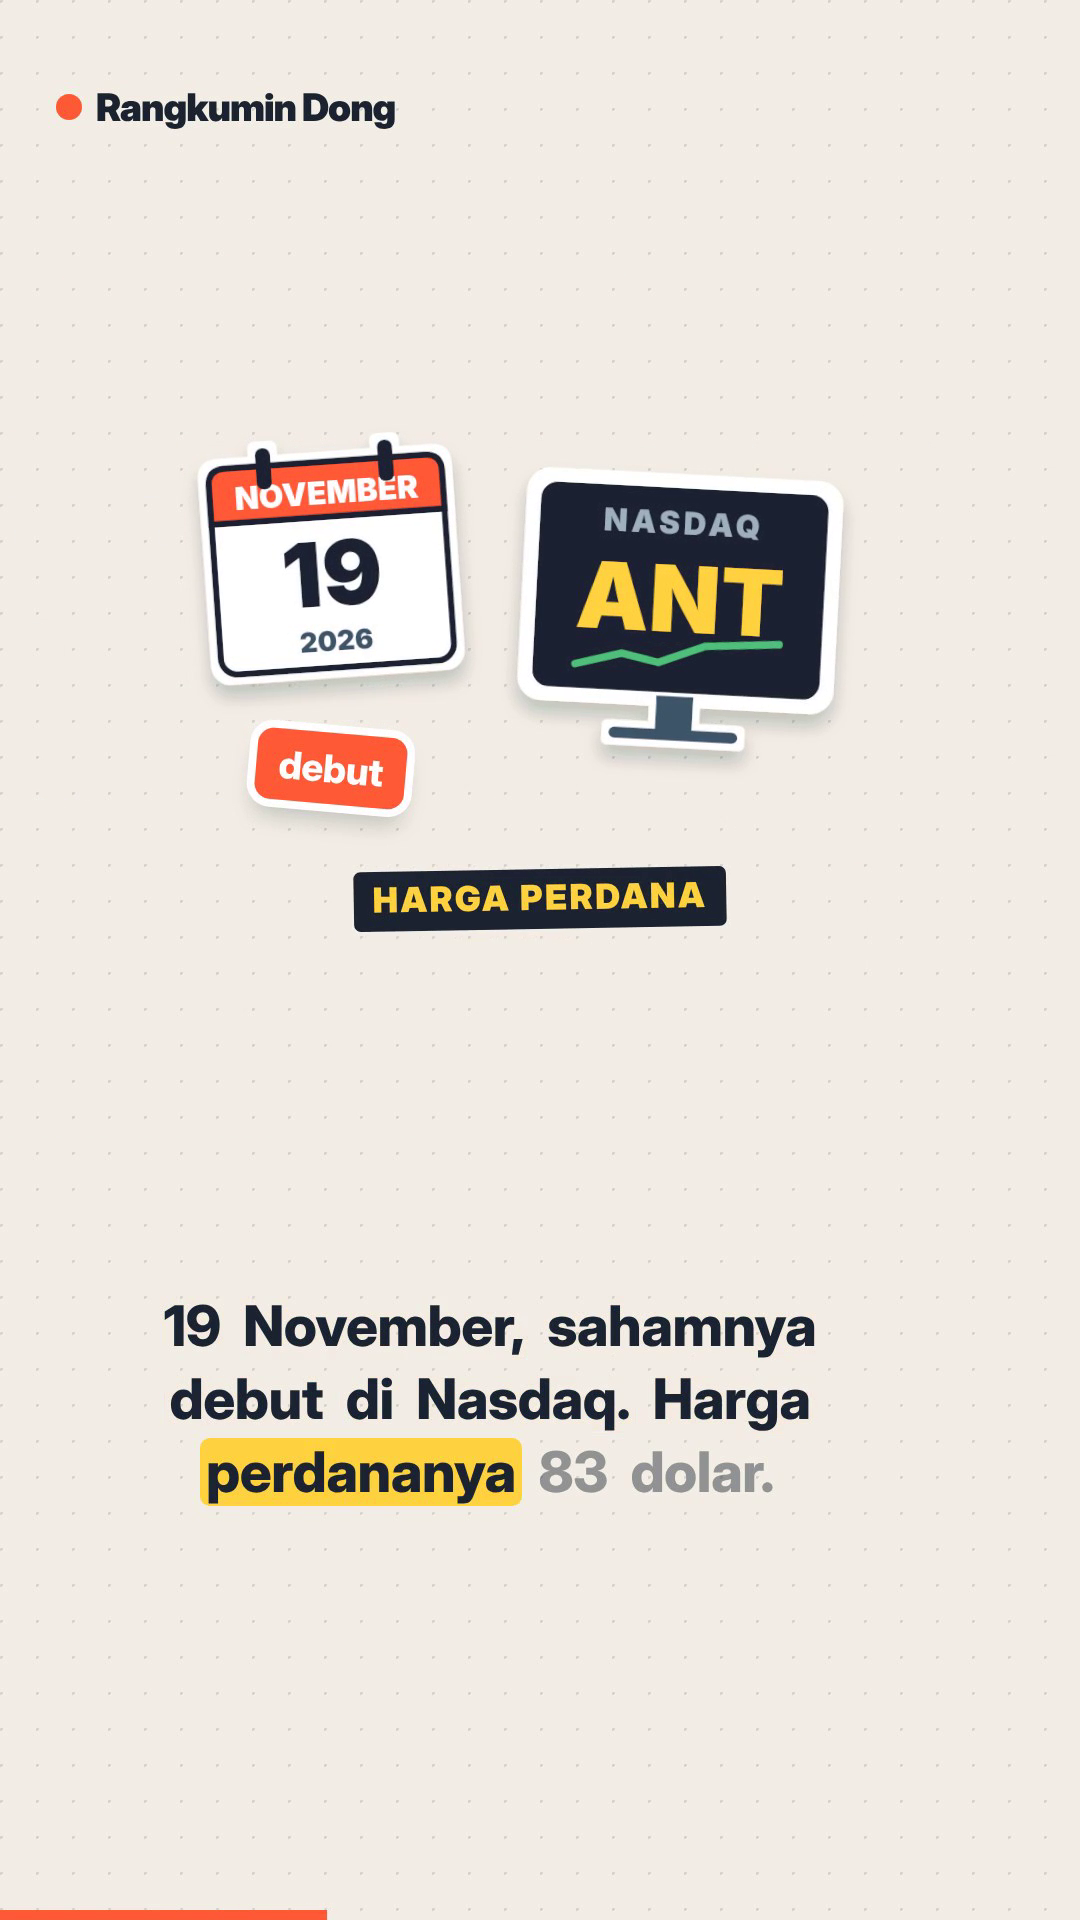 Rangkumin Dong
NOVEMBER
19
2026
NASDAQ
ANT
debut
HARGA PERDANA
19 November, sahamnya
debut di Nasdaq. Harga
perdananya 83 dolar.